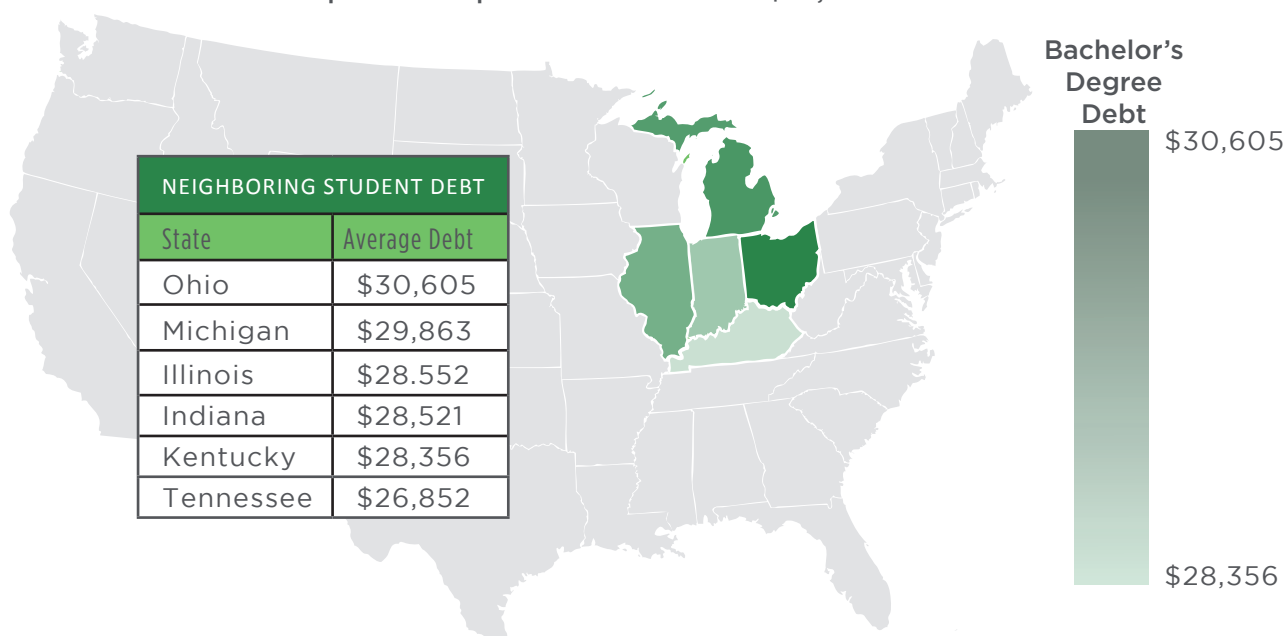 Bachelor's
Degree
Debt
$30,605
$28,356
NEIGHBORING STUDENT DEBT
State Average Debt
Ohio $30,605
Michigan $29,863
Illinois $28.552
Indiana $28,521
Kentucky $28,356
Tennessee $26,852